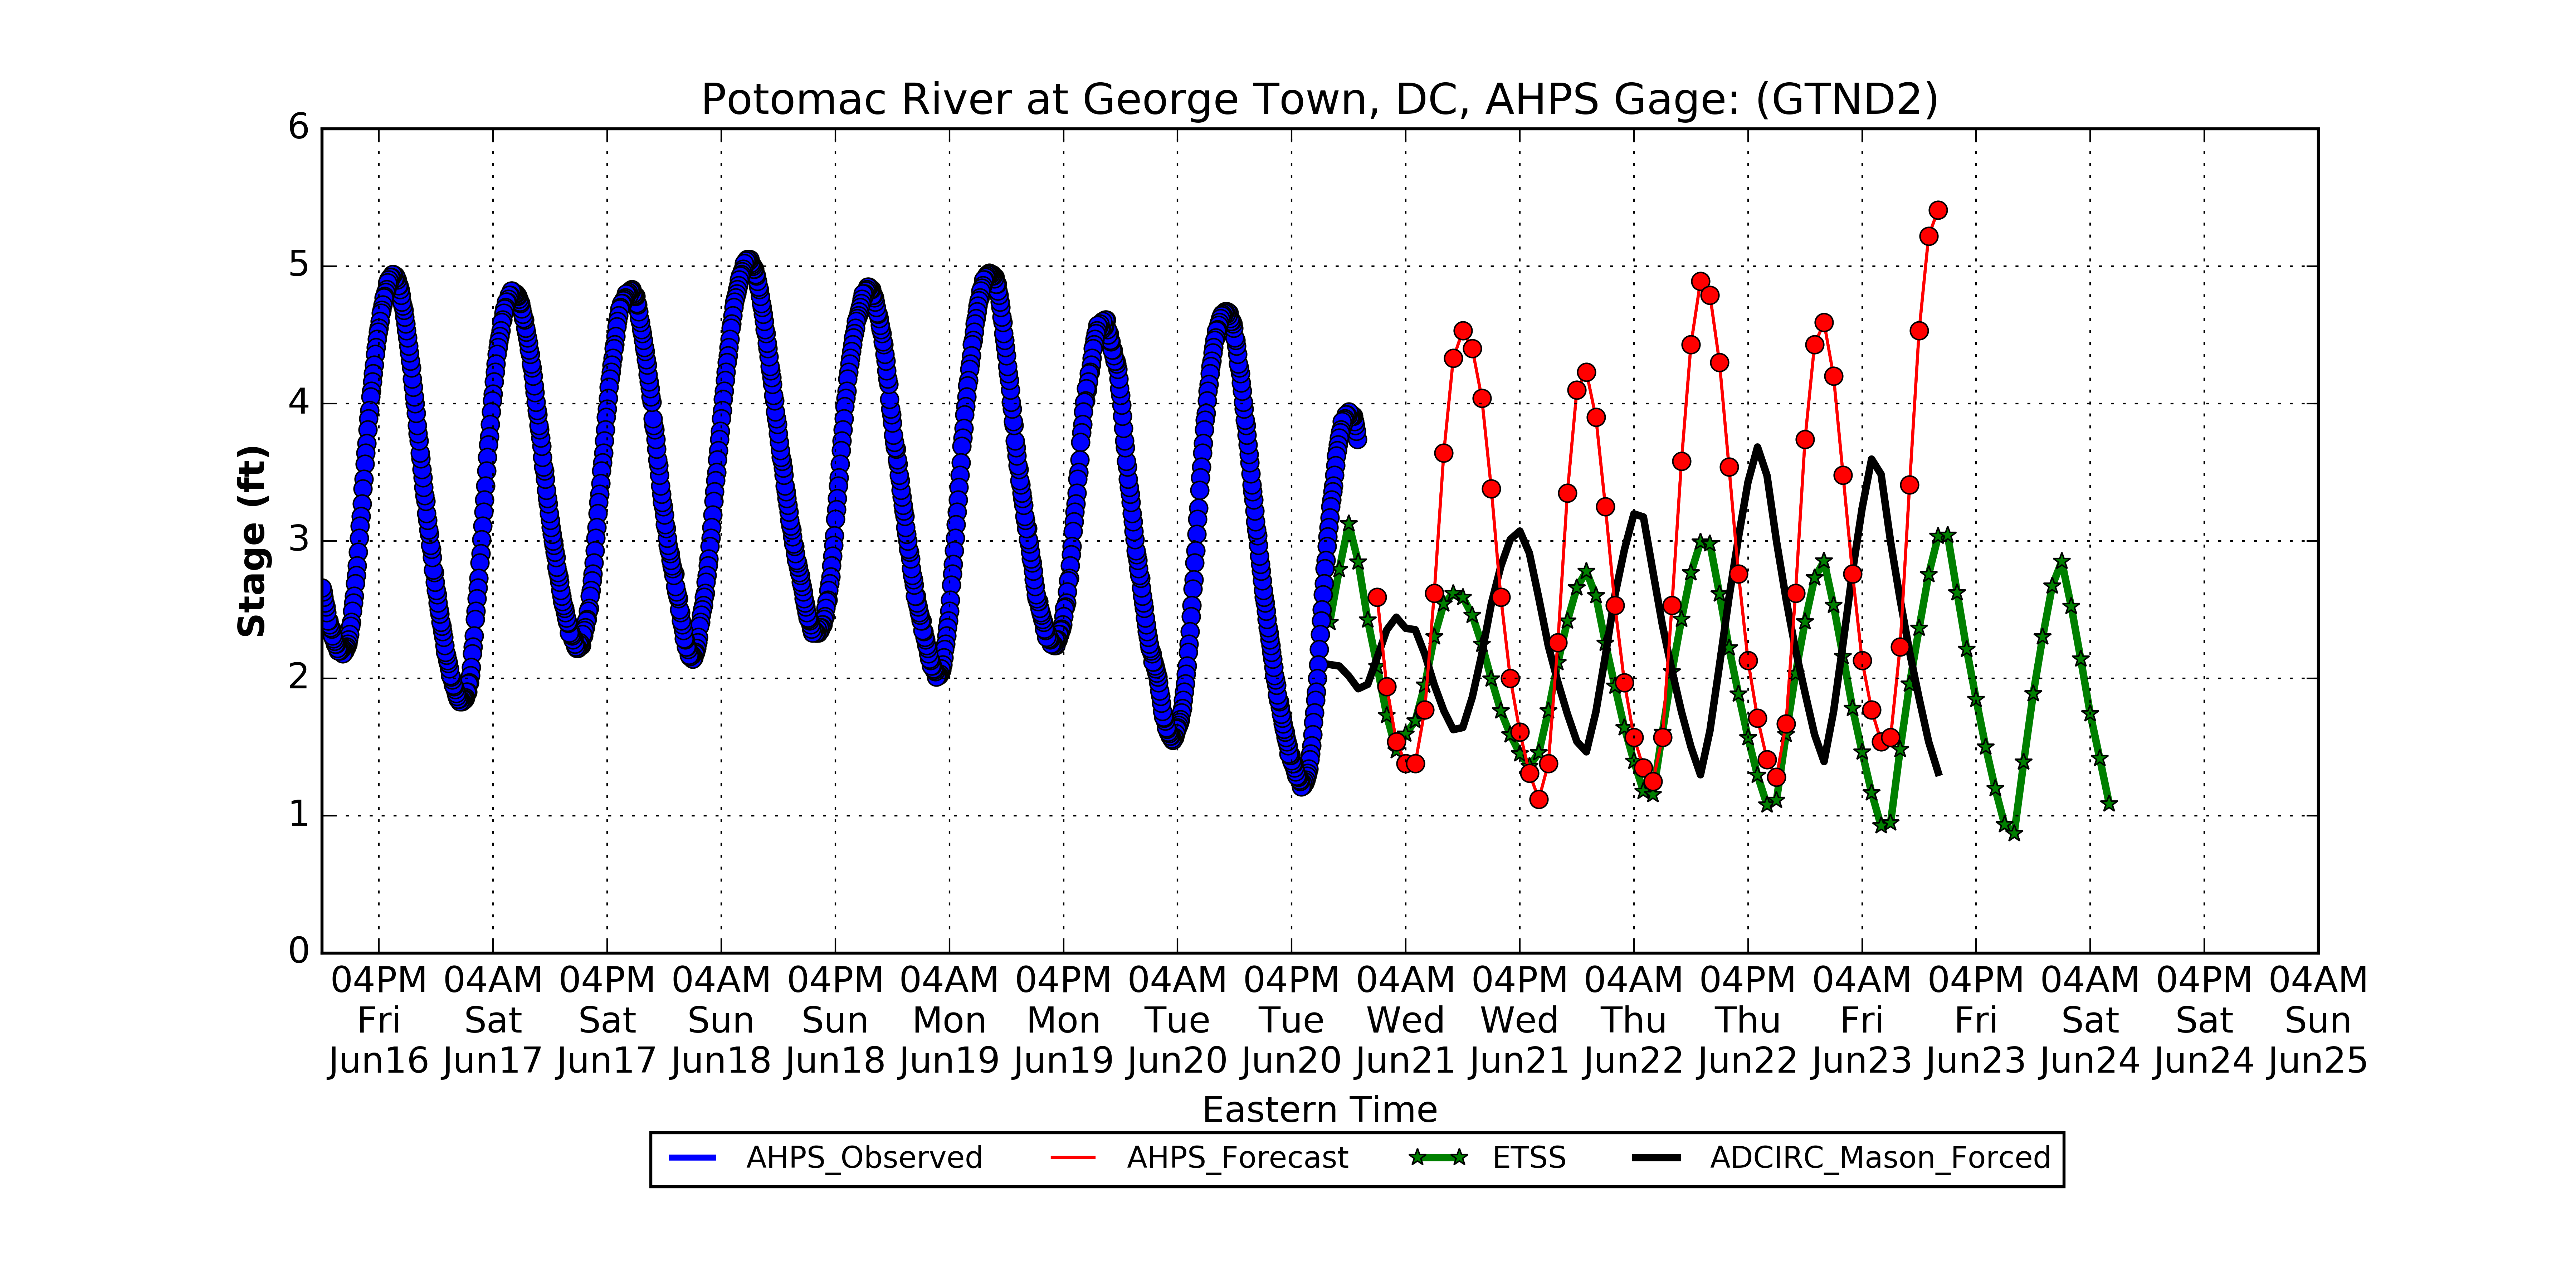 Potomac River at George Town, DC, AHPS Gage: (GTND2)
6
5
4
3
2
1
0
Stage (ft)
04PM 04AM 04PM 04AM 04PM 04AM 04PM 04AM 04PM 04AM 04PM 04AM 04PM 04AM 04PM 04AM 04PM 04AM
Fri Sat Sat Sun Sun Mon Mon Tue Tue Wed Wed Thu Thu Fri Fri Sat Sat Sun
Jun16 Jun17 Jun17 Jun18 Jun18 Jun19 Jun19 Jun20 Jun20 Jun21 Jun21 Jun22 Jun22 Jun23 Jun23 Jun24 Jun24 Jun25
Eastern Time
AHPS_Observed AHPS_Forecast ETSS ADCIRC_Mason_Forced